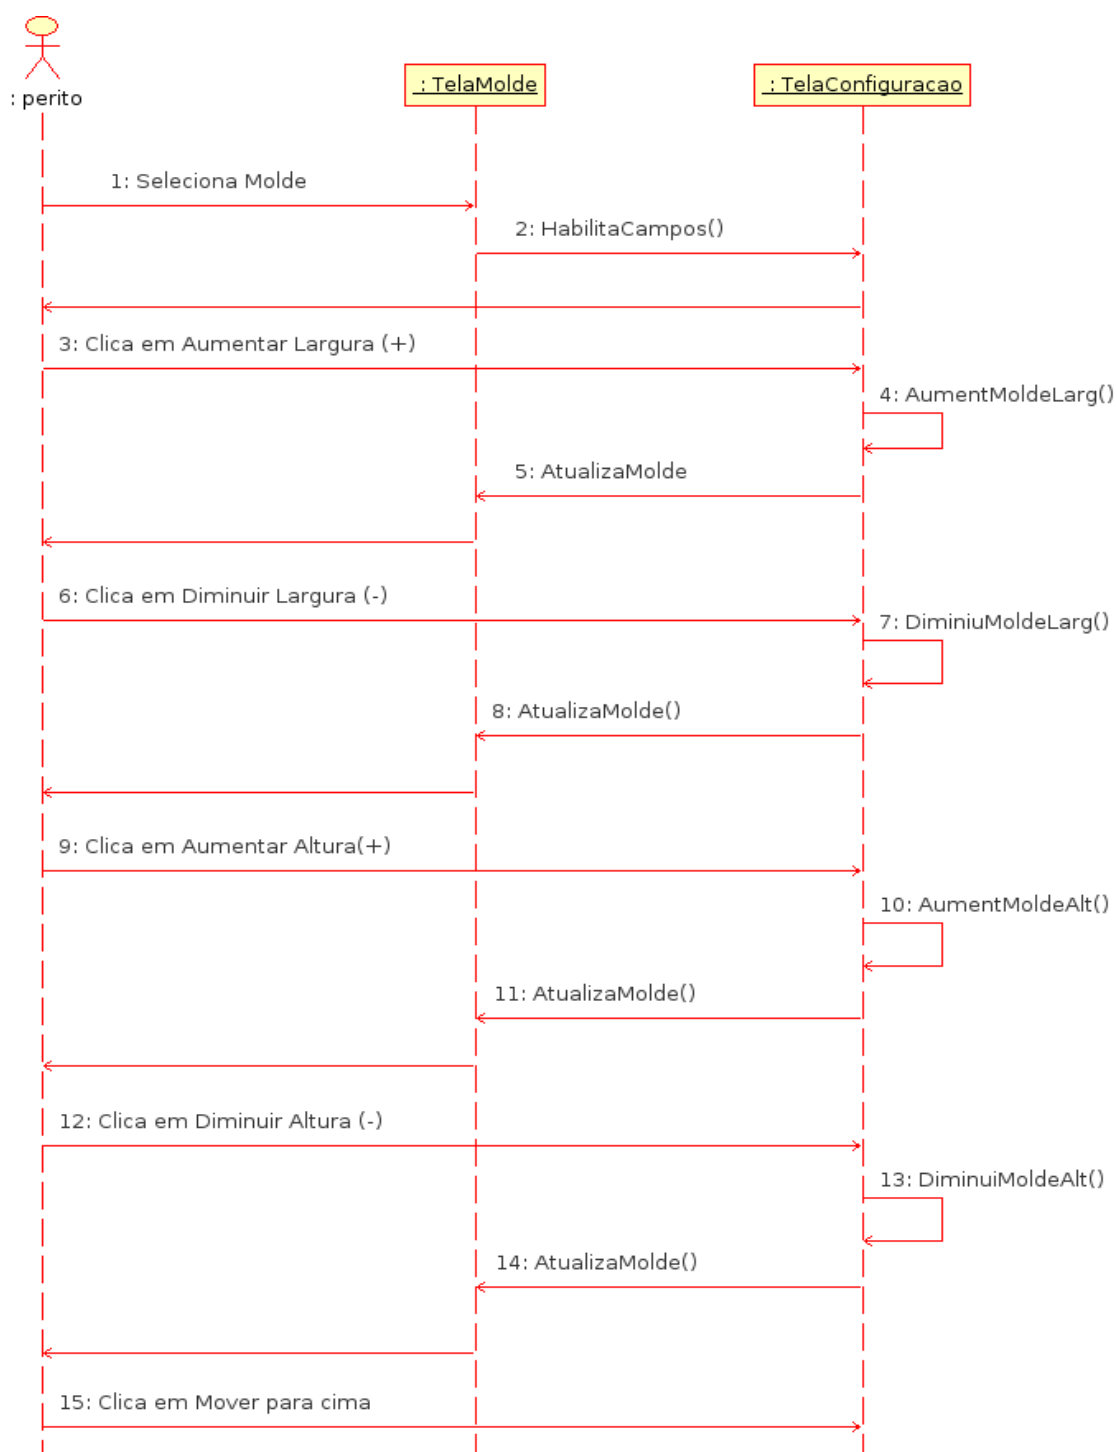 : perito
: TelaMolde
: TelaConfiguracao
1: Seleciona Molde
2: HabilitaCampos()
3: Clica em Aumentar Largura (+)
4: AumentMoldeLarg()
5: AtualizaMolde
6: Clica em Diminuir Largura (-)
7: DiminiuMoldeLarg()
8: AtualizaMolde()
9: Clica em Aumentar Altura(+)
10: AumentMoldeAlt()
11: AtualizaMolde()
12: Clica em Diminuir Altura (-)
13: DiminuiMoldeAlt()
14: AtualizaMolde()
15: Clica em Mover para cima